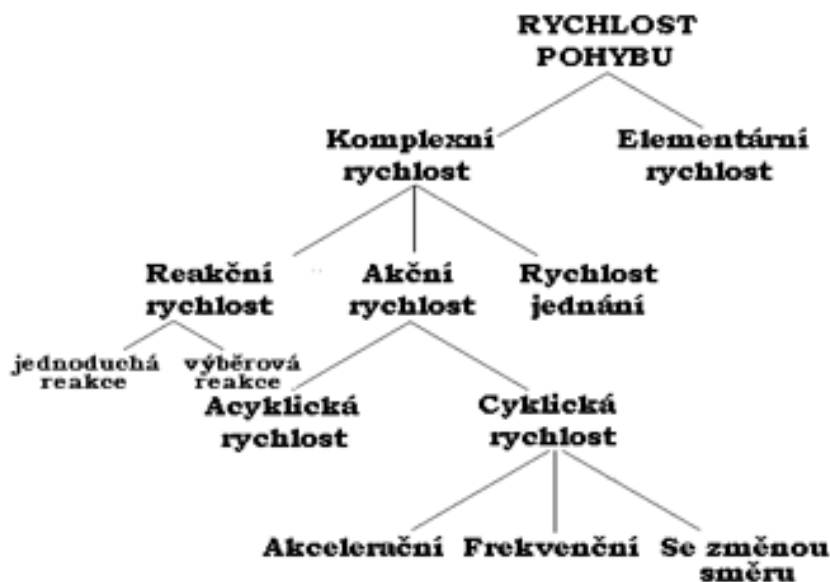 RYCHLOST
POHYBU
Komplexní
rychlost
Elementární
rychlost
Reakční
rychlost
Akční
rychlost
Rychlost
jednání
jednoduchá
reakce
výběrová
reakce
Acyklická
rychlost
Cyklická
rychlost
Akcelerační
Frekvenční
Se změnou
směru